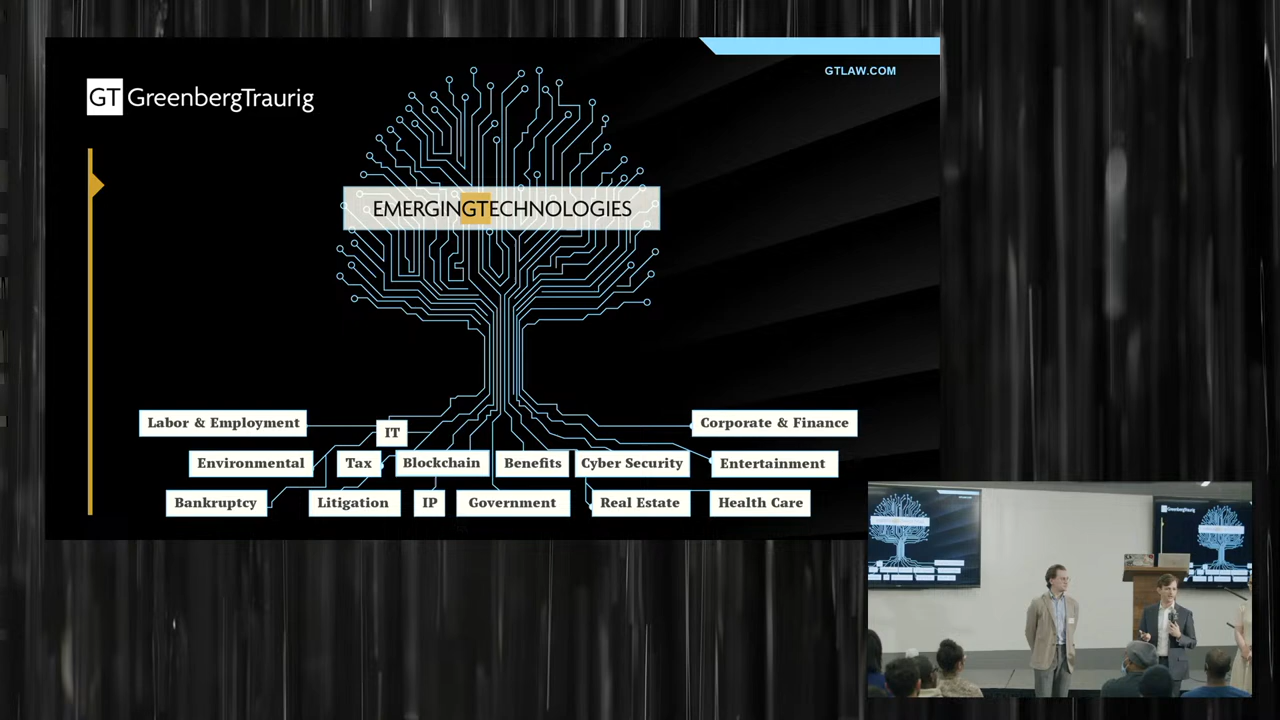 GTLAW.COM
GT GreenbergTraurig
EMERGINGTECHNOLOGIES
Labor & Employment
IT
Corporate & Finance
Environmental
Tax
Blockchain
Benefits
Cyber Security
Entertainment
Bankruptcy
Litigation
IP
Government
Real Estate
Health Care
GreenbergTraurig